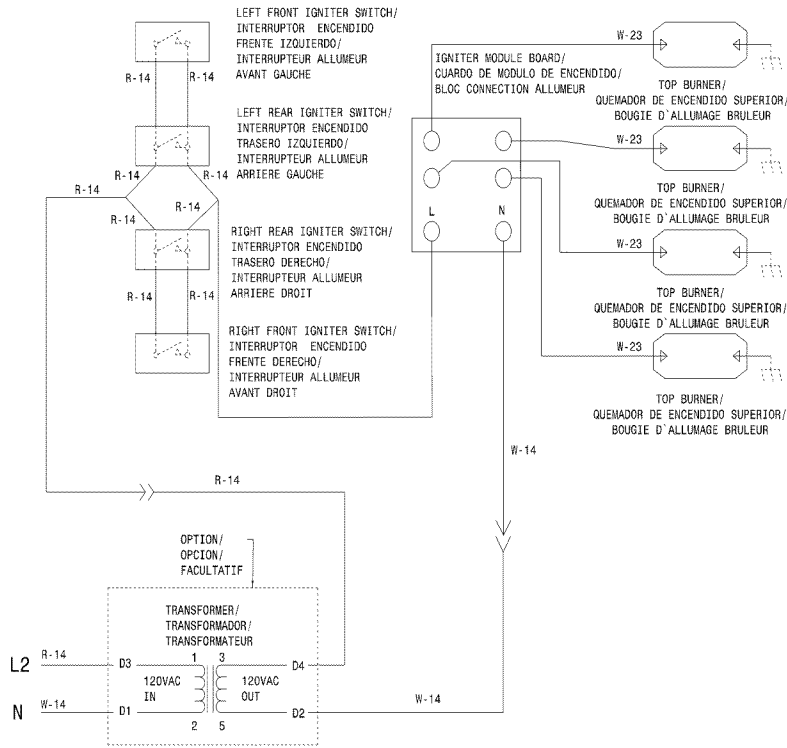 LEFT FRONT IGNITER SWITCH/
INTERRUPTOR ENCENDIDO
FRENTE IZQUIERDO/
INTERRUPTEUR ALLUMEUR
AVANT GAUCHE
R-14
R-14
LEFT REAR IGNITER SWITCH/
INTERRUPTOR ENCENDIDO
TRASERO IZQUIERDO/
INTERRUPTEUR ALLUMEUR
ARRIERE GAUCHE
R-14
R-14
R-14
R-14
R-14
RIGHT REAR IGNITER SWITCH/
INTERRUPTOR ENCENDIDO
TRASERO DERECHO/
INTERRUPTEUR ALLUMEUR
ARRIERE DROIT
R-14
R-14
RIGHT FRONT IGNITER SWITCH/
INTERRUPTOR ENCENDIDO
FRENTE DERECHO/
INTERRUPTEUR ALLUMEUR
AVANT DROIT
IGNITER MODULE BOARD/
CUARDO DE MODULO DE ENCENDIDO/
BLOC CONNECTION ALLUMEUR
L
N
W-23
TOP BURNER/
QUEMADOR DE ENCENDIDO SUPERIOR/
BOUGIE D`ALLUMAGE BRULEUR
W-23
TOP BURNER/
QUEMADOR DE ENCENDIDO SUPERIOR/
BOUGIE D`ALLUMAGE BRULEUR
W-23
TOP BURNER/
QUEMADOR DE ENCENDIDO SUPERIOR/
BOUGIE D`ALLUMAGE BRULEUR
W-23
TOP BURNER/
QUEMADOR DE ENCENDIDO SUPERIOR/
BOUGIE D`ALLUMAGE BRULEUR
W-14
R-14
OPTION/
OPCION/
FACULTATIF
TRANSFORMER/
TRANSFORMADOR/
TRANSFORMATEUR
L2
R-14
D3
1
3
D4
120VAC
IN
120VAC
OUT
N
W-14
D1
2
5
D2
W-14